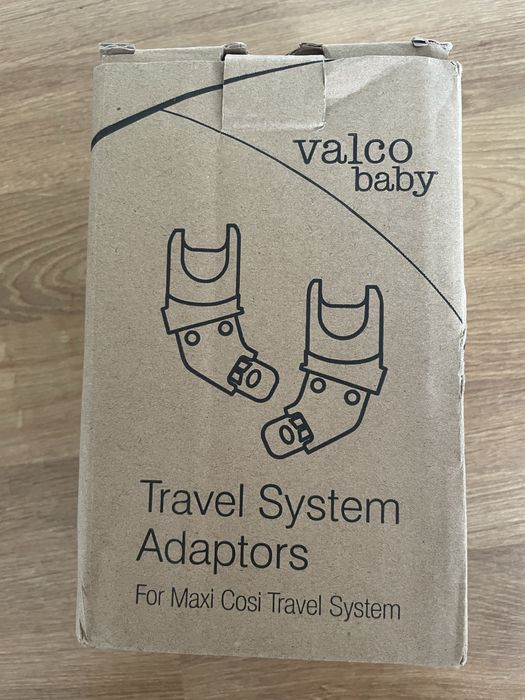 valco
baby
Travel System
Adaptors
For Maxi Cosi Travel System